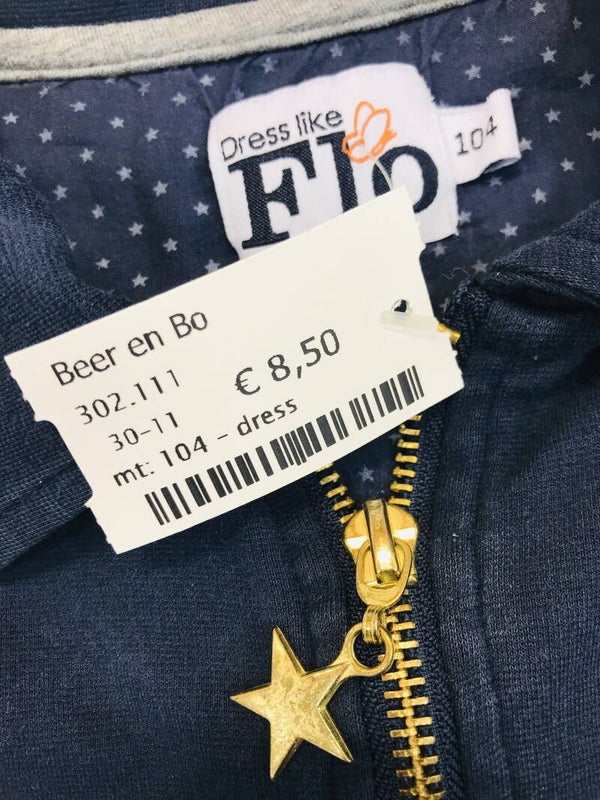 Dress like
Flo
104
Beer en Bo
302.111
€ 8,50
30-11
mt: 104 - dress